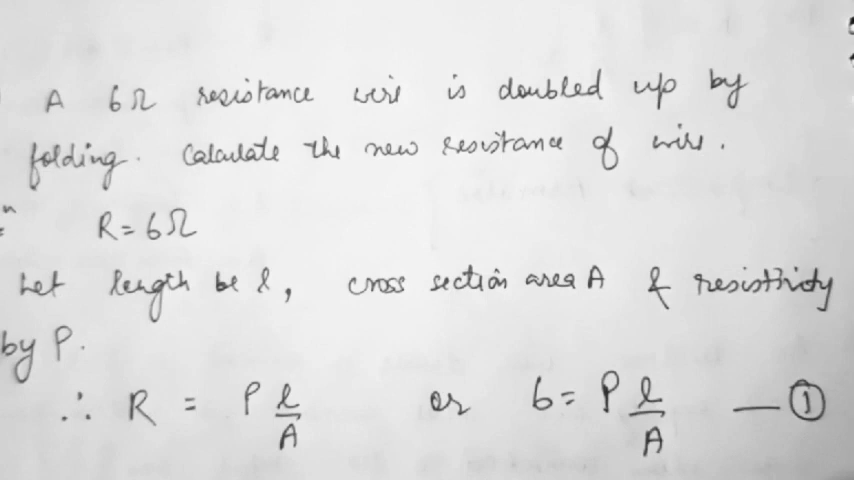 A 6Ω resistance wire is doubled up by
folding. Calculate the new resistance of wire.
R = 6Ω
Let length be l, cross section area A & resistivity
by P.
∴ R = P l/A or 6 = P l/A — ①